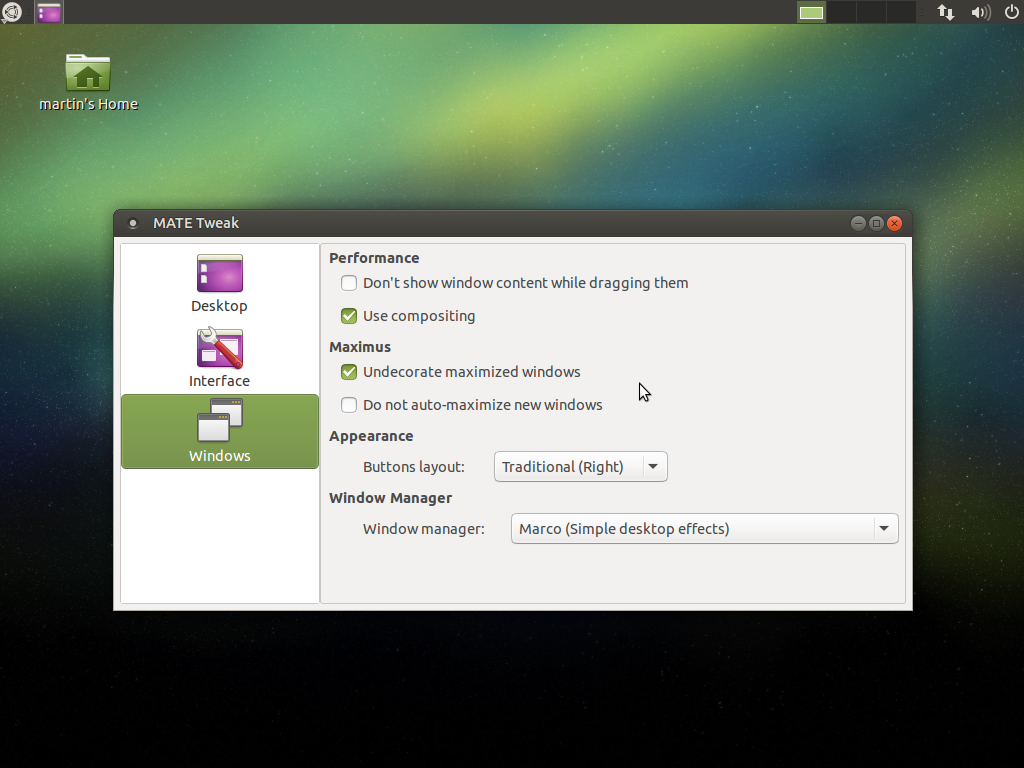 martin's Home
MATE Tweak
Desktop
Interface
Windows
Performance
Don't show window content while dragging them
Use compositing
Maximus
Undecorate maximized windows
Do not auto-maximize new windows
Appearance
Buttons layout: Traditional (Right)
Window Manager
Window manager: Marco (Simple desktop effects)